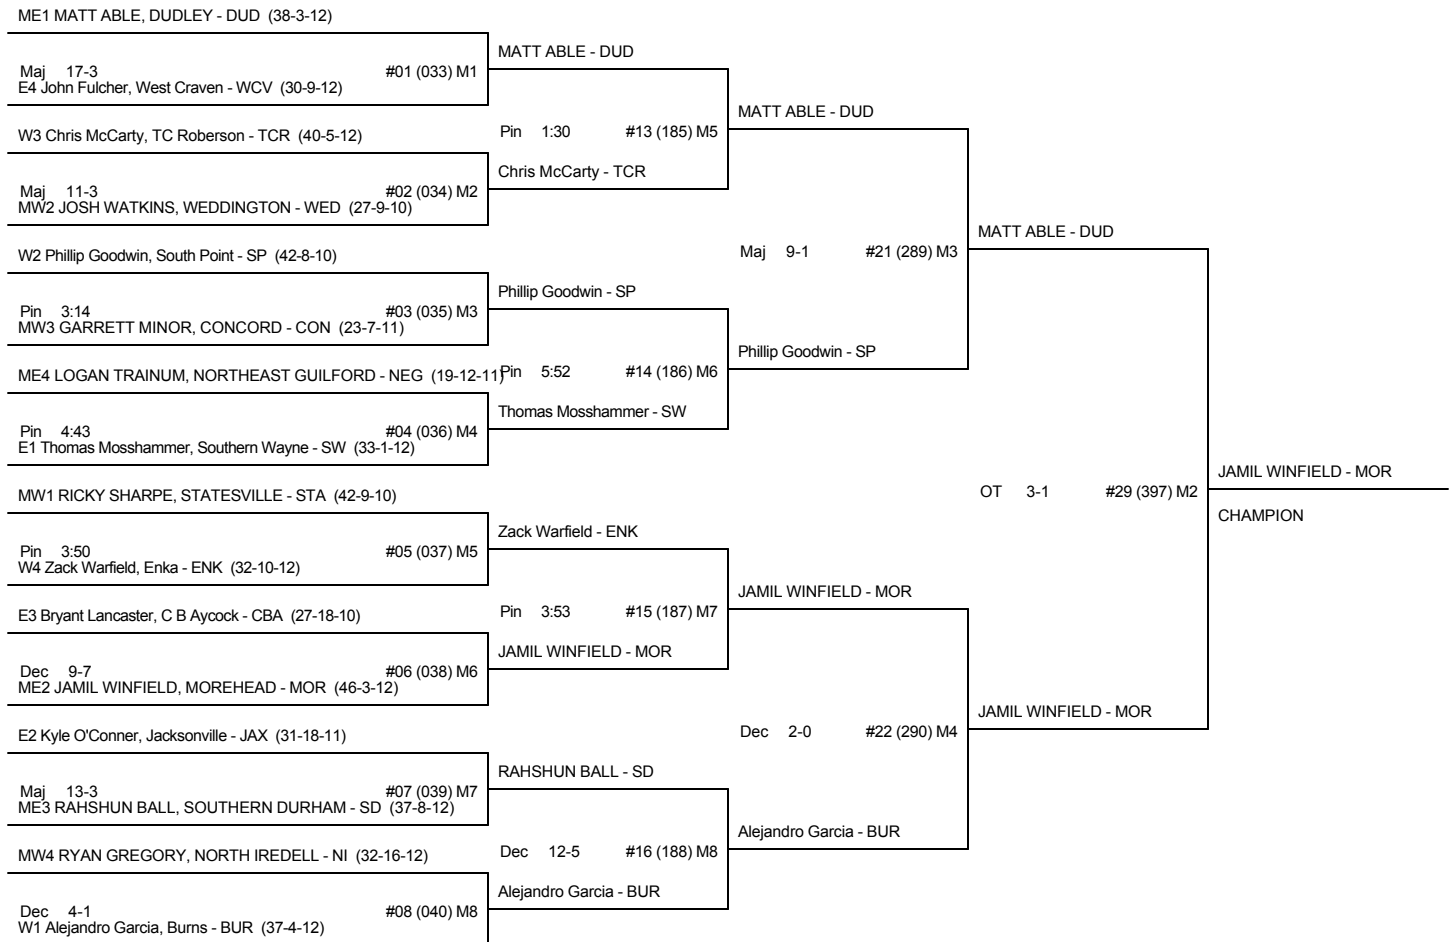 ME1 MATT ABLE, DUDLEY - DUD (38-3-12)
MATT ABLE - DUD
Maj 17-3 #01 (033) M1
E4 John Fulcher, West Craven - WCV (30-9-12)
MATT ABLE - DUD
W3 Chris McCarty, TC Roberson - TCR (40-5-12)
Pin 1:30 #13 (185) M5
Chris McCarty - TCR
Maj 11-3 #02 (034) M2
MW2 JOSH WATKINS, WEDDINGTON - WED (27-9-10)
MATT ABLE - DUD
W2 Phillip Goodwin, South Point - SP (42-8-10)
Maj 9-1 #21 (289) M3
Phillip Goodwin - SP
Pin 3:14 #03 (035) M3
MW3 GARRETT MINOR, CONCORD - CON (23-7-11)
Phillip Goodwin - SP
ME4 LOGAN TRAINUM, NORTHEAST GUILFORD - NEG (19-12-11)
Pin 5:52 #14 (186) M6
Thomas Mosshammer - SW
Pin 4:43 #04 (036) M4
E1 Thomas Mosshammer, Southern Wayne - SW (33-1-12)
JAMIL WINFIELD - MOR
MW1 RICKY SHARPE, STATESVILLE - STA (42-9-10)
OT 3-1 #29 (397) M2
CHAMPION
Zack Warfield - ENK
Pin 3:50 #05 (037) M5
W4 Zack Warfield, Enka - ENK (32-10-12)
JAMIL WINFIELD - MOR
E3 Bryant Lancaster, C B Aycock - CBA (27-18-10)
Pin 3:53 #15 (187) M7
JAMIL WINFIELD - MOR
Dec 9-7 #06 (038) M6
ME2 JAMIL WINFIELD, MOREHEAD - MOR (46-3-12)
JAMIL WINFIELD - MOR
E2 Kyle O'Conner, Jacksonville - JAX (31-18-11)
Dec 2-0 #22 (290) M4
RAHSHUN BALL - SD
Maj 13-3 #07 (039) M7
ME3 RAHSHUN BALL, SOUTHERN DURHAM - SD (37-8-12)
Alejandro Garcia - BUR
MW4 RYAN GREGORY, NORTH IREDELL - NI (32-16-12)
Dec 12-5 #16 (188) M8
Alejandro Garcia - BUR
Dec 4-1 #08 (040) M8
W1 Alejandro Garcia, Burns - BUR (37-4-12)